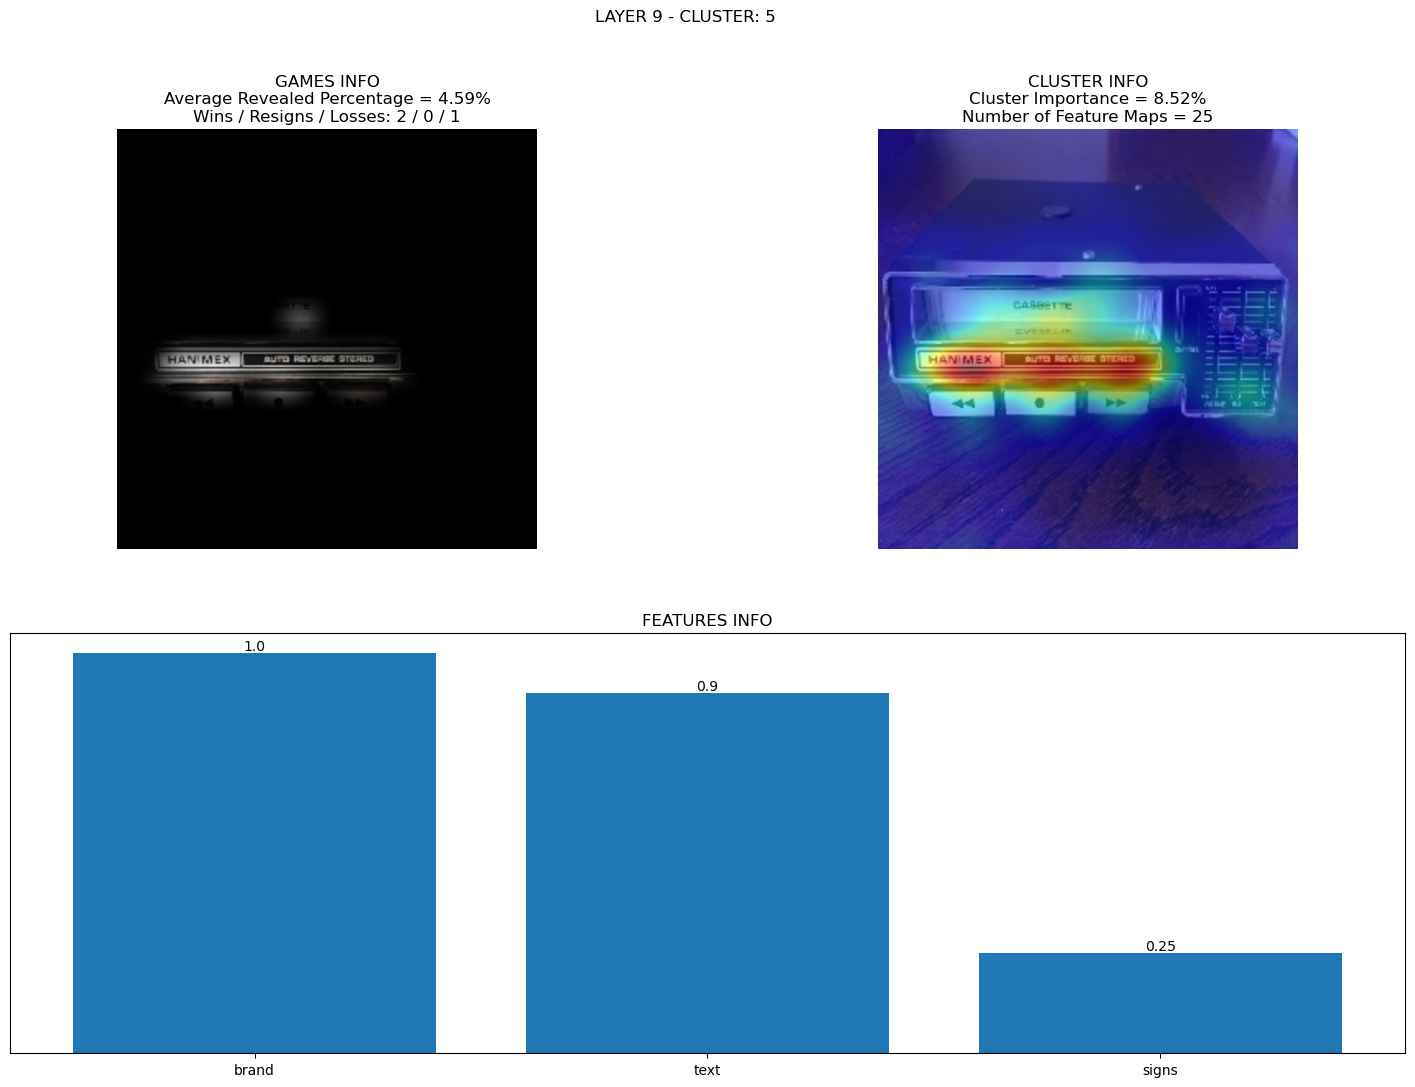 LAYER 9 - CLUSTER: 5
GAMES INFO
Average Revealed Percentage = 4.59%
Wins / Resigns / Losses: 2 / 0 / 1
HANIMEX AUTO REVERSE STEREO
CLUSTER INFO
Cluster Importance = 8.52%
Number of Feature Maps = 25
CASSETTE
HANIMEX AUTO REVERSE STEREO
FEATURES INFO
1.0
0.9
0.25
brand
text
signs